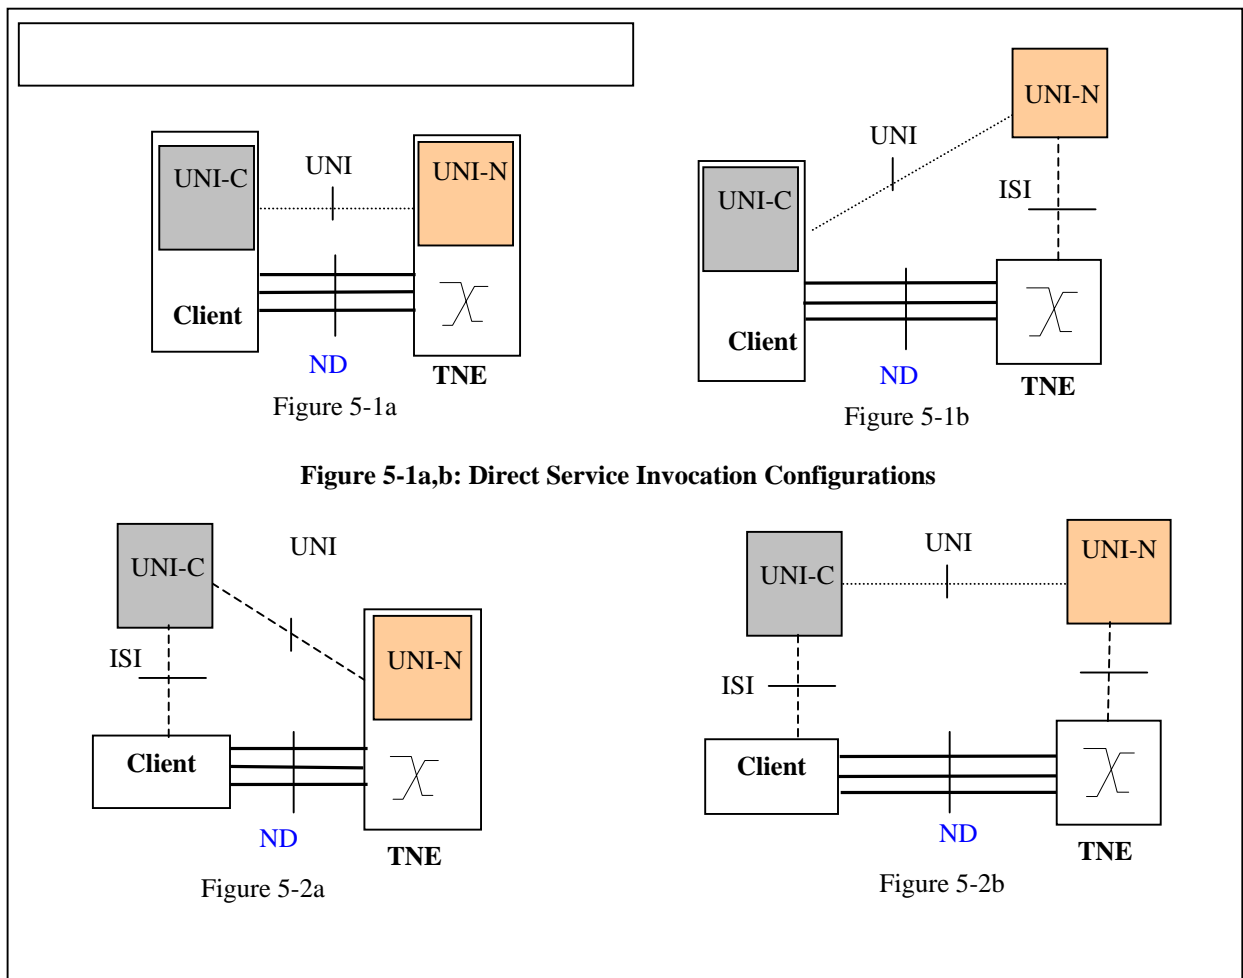 UNI-C
UNI
UNI-N
Client
ND
TNE
Figure 5-1a
UNI-N
UNI
UNI-C
ISI
Client
ND
TNE
Figure 5-1b
Figure 5-1a,b: Direct Service Invocation Configurations
UNI-C
UNI
ISI
UNI-N
Client
ND
TNE
Figure 5-2a
UNI-C
UNI
UNI-N
ISI
Client
ND
TNE
Figure 5-2b